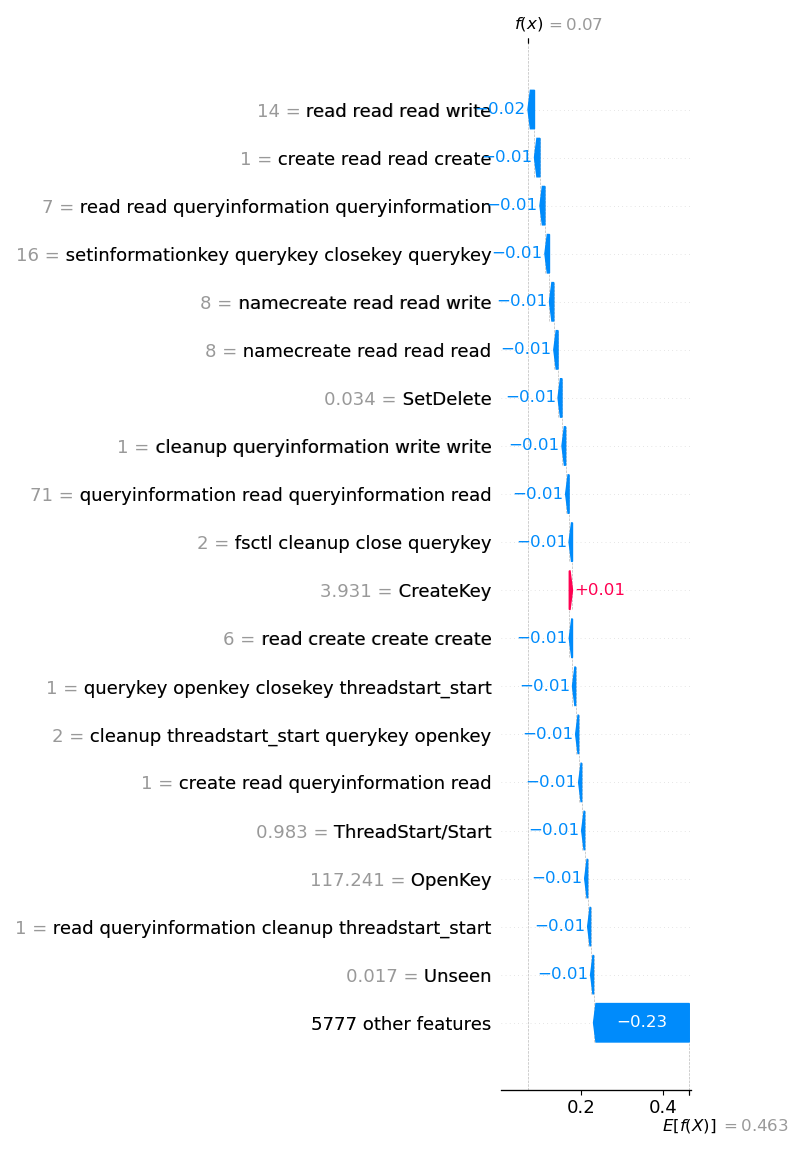 f(x) = 0.07
14 = read read read write −0.02
1 = create read read create −0.01
7 = read read queryinformation queryinformation −0.01
16 = setinformationkey querykey closekey querykey −0.01
8 = namecreate read read write −0.01
8 = namecreate read read read −0.01
0.034 = SetDelete −0.01
1 = cleanup queryinformation write write −0.01
71 = queryinformation read queryinformation read −0.01
2 = fsctl cleanup close querykey −0.01
3.931 = CreateKey +0.01
6 = read create create create −0.01
1 = querykey openkey closekey threadstart_start −0.01
2 = cleanup threadstart_start querykey openkey −0.01
1 = create read queryinformation read −0.01
0.983 = ThreadStart/Start −0.01
117.241 = OpenKey −0.01
1 = read queryinformation cleanup threadstart_start −0.01
0.017 = Unseen −0.01
5777 other features −0.23
0.2 0.4
E[f(X)] = 0.463